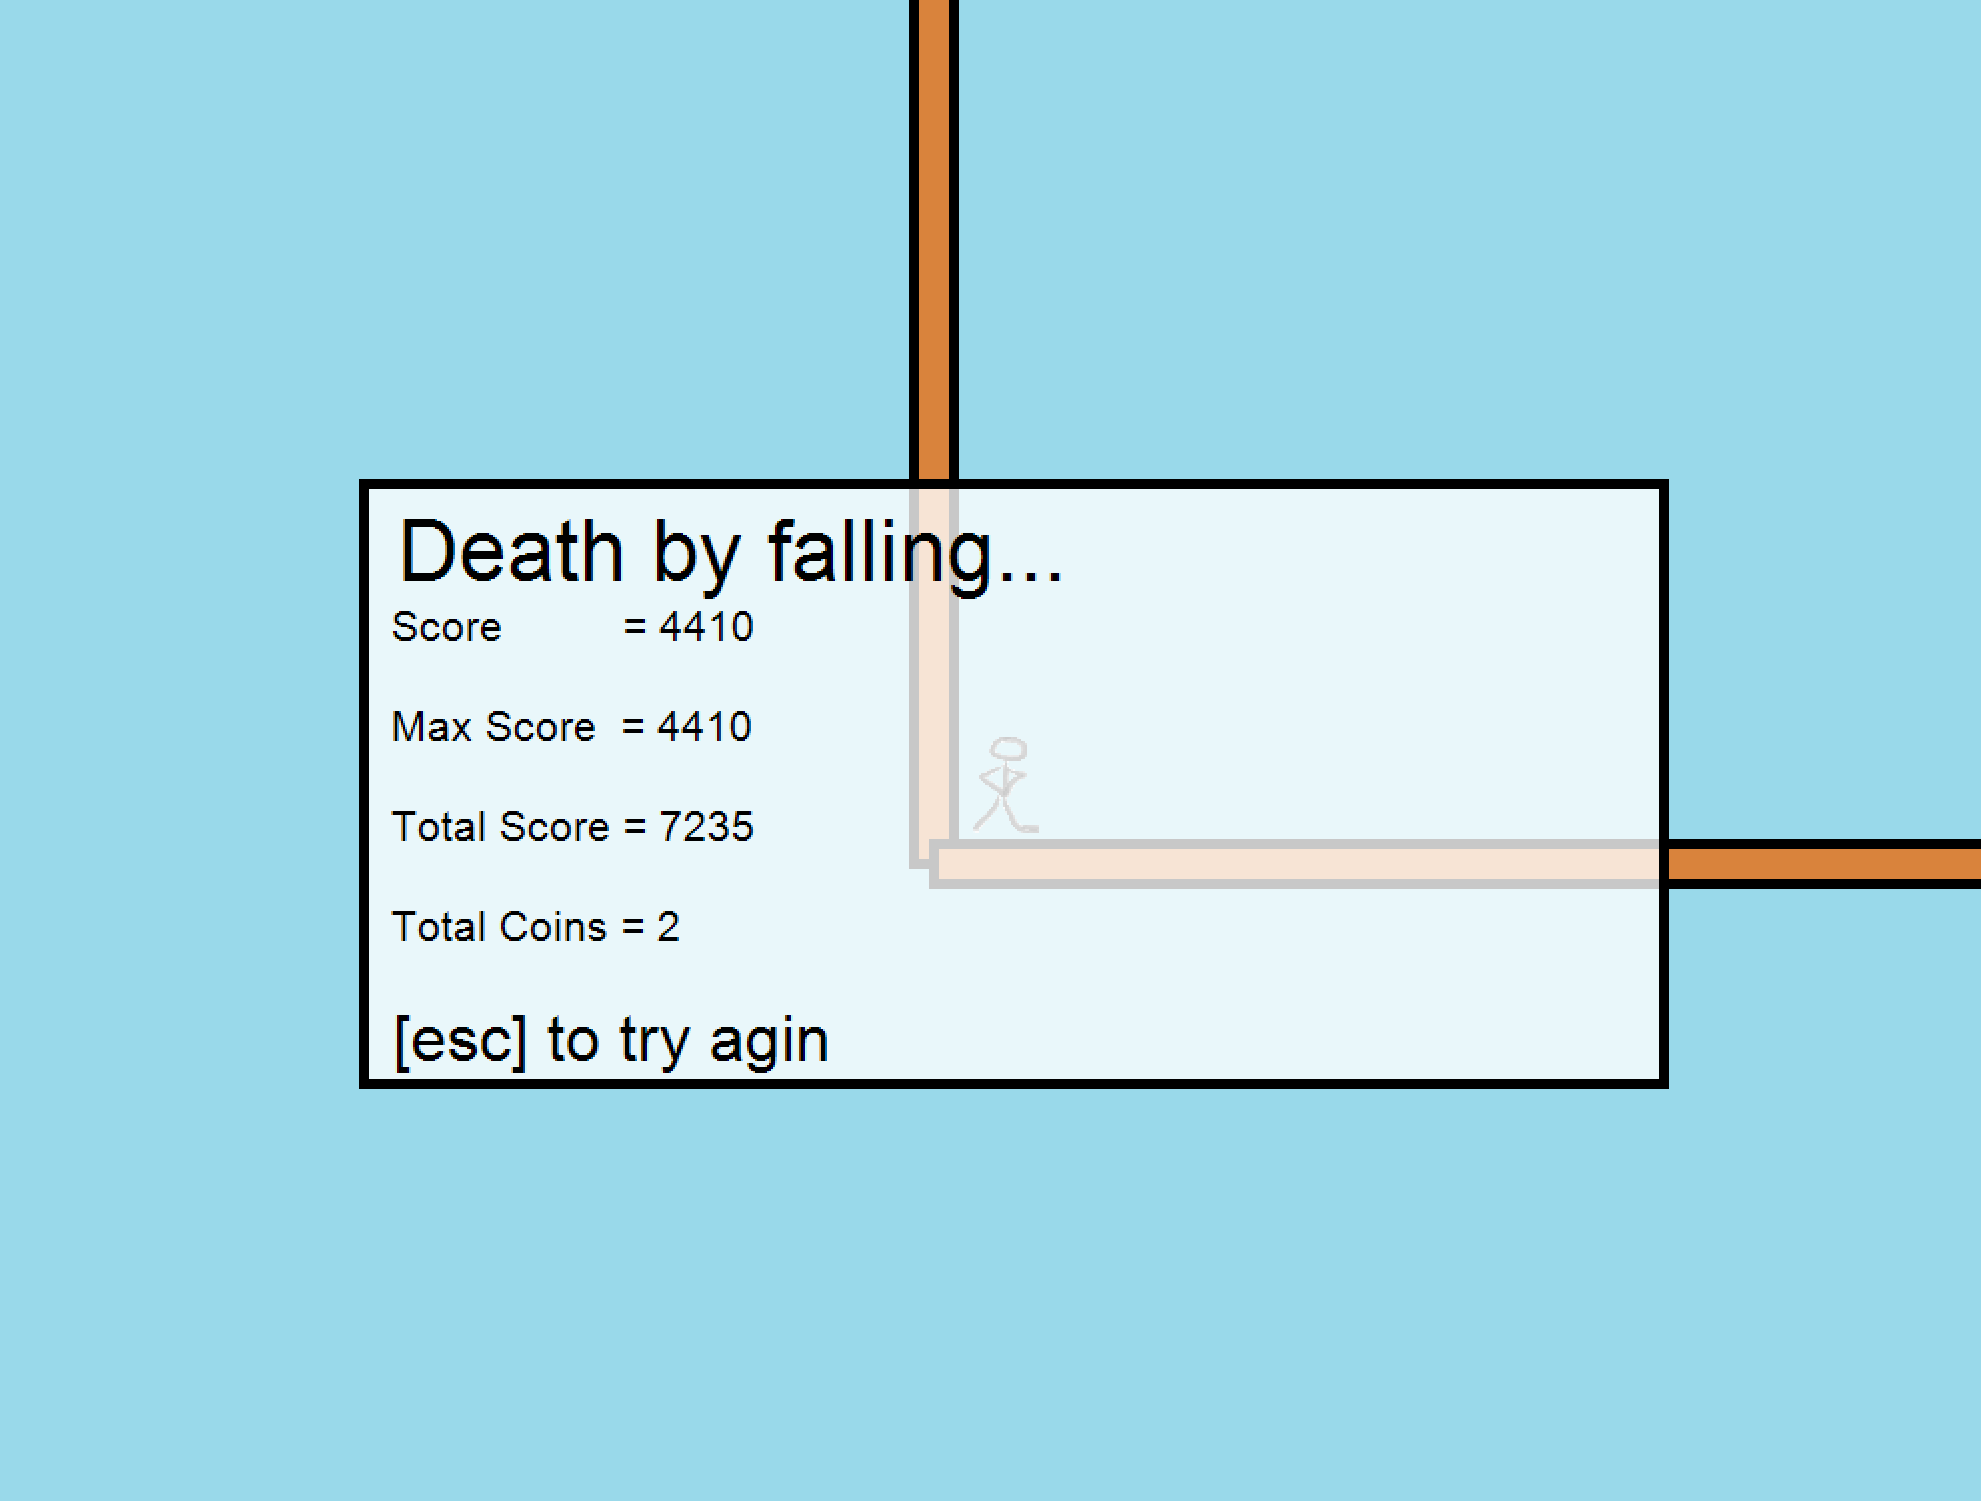 Death by falling...
Score = 4410
Max Score = 4410
Total Score = 7235
Total Coins = 2
[esc] to try agin